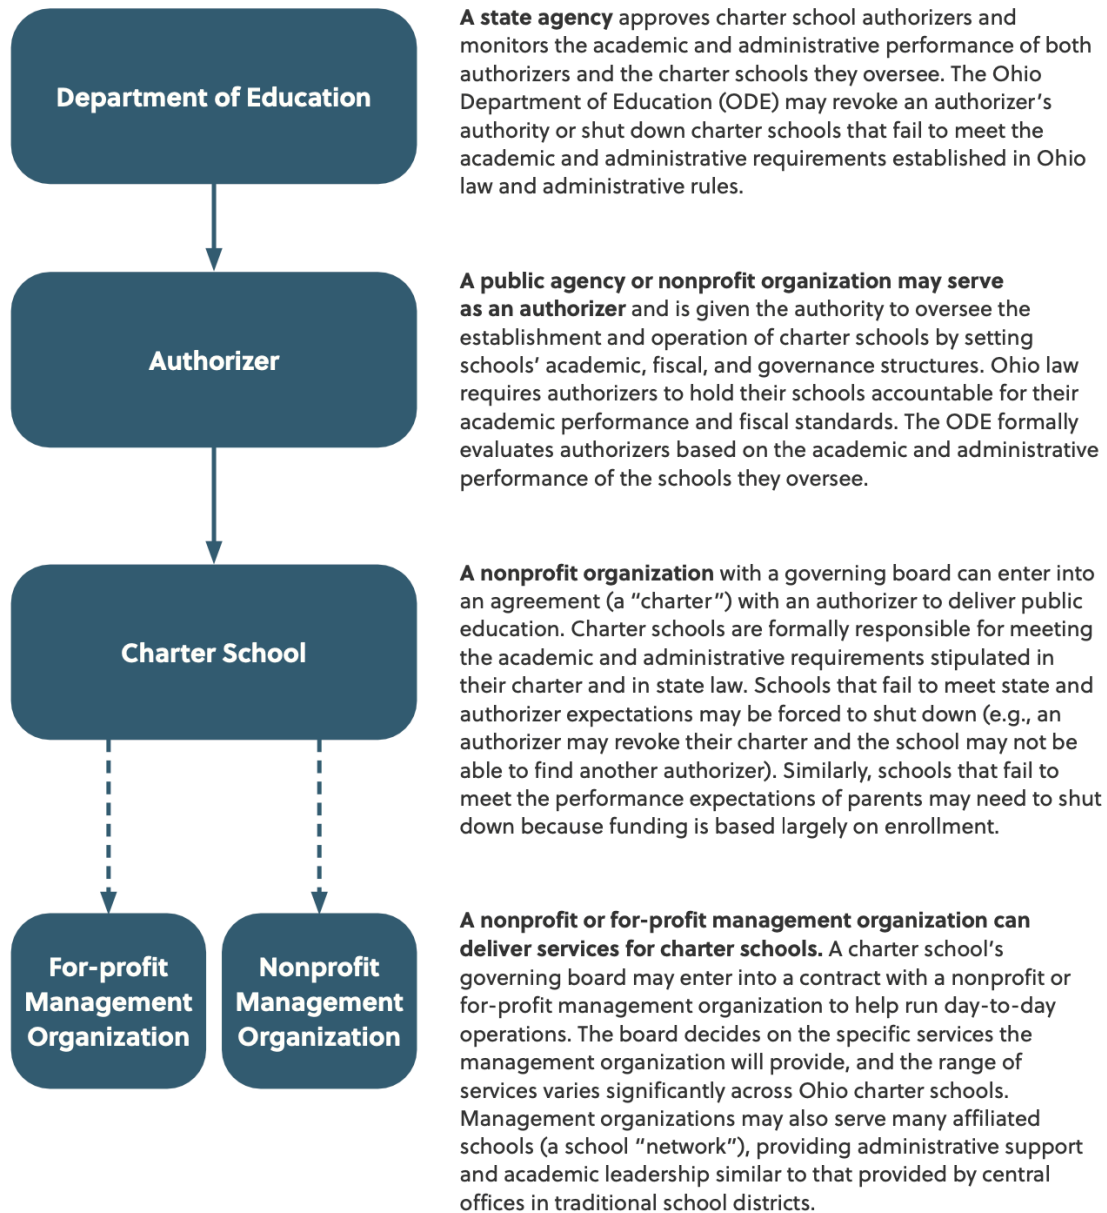 Department of Education
A state agency approves charter school authorizers and
monitors the academic and administrative performance of both
authorizers and the charter schools they oversee. The Ohio
Department of Education (ODE) may revoke an authorizer’s
authority or shut down charter schools that fail to meet the
academic and administrative requirements established in Ohio
law and administrative rules.
Authorizer
A public agency or nonprofit organization may serve
as an authorizer and is given the authority to oversee the
establishment and operation of charter schools by setting
schools’ academic, fiscal, and governance structures. Ohio law
requires authorizers to hold their schools accountable for their
academic performance and fiscal standards. The ODE formally
evaluates authorizers based on the academic and administrative
performance of the schools they oversee.
Charter School
A nonprofit organization with a governing board can enter into
an agreement (a “charter”) with an authorizer to deliver public
education. Charter schools are formally responsible for meeting
the academic and administrative requirements stipulated in
their charter and in state law. Schools that fail to meet state and
authorizer expectations may be forced to shut down (e.g., an
authorizer may revoke their charter and the school may not be
able to find another authorizer). Similarly, schools that fail to
meet the performance expectations of parents may need to shut
down because funding is based largely on enrollment.
For-profit
Management
Organization
Nonprofit
Management
Organization
A nonprofit or for-profit management organization can
deliver services for charter schools. A charter school’s
governing board may enter into a contract with a nonprofit or
for-profit management organization to help run day-to-day
operations. The board decides on the specific services the
management organization will provide, and the range of
services varies significantly across Ohio charter schools.
Management organizations may also serve many affiliated
schools (a school “network”), providing administrative support
and academic leadership similar to that provided by central
offices in traditional school districts.